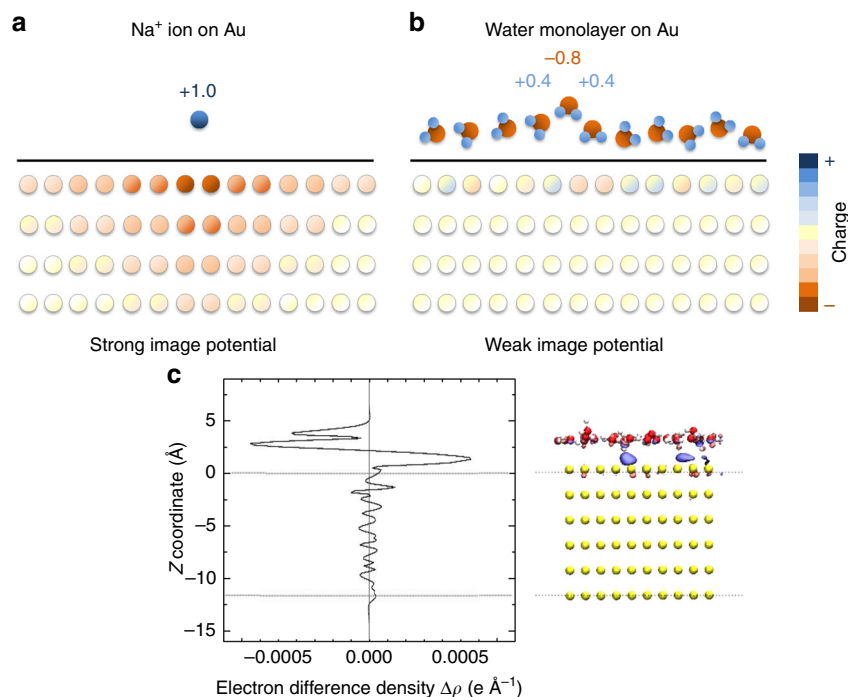 a
Na⁺ ion on Au
+1.0
Strong image potential
b
Water monolayer on Au
−0.8
+0.4 +0.4
Weak image potential
+
Charge
−
c
Z coordinate (Å)
5
0
−5
−10
−15
−0.0005 0.000 0.0005
Electron difference density Δρ (e Å⁻¹)